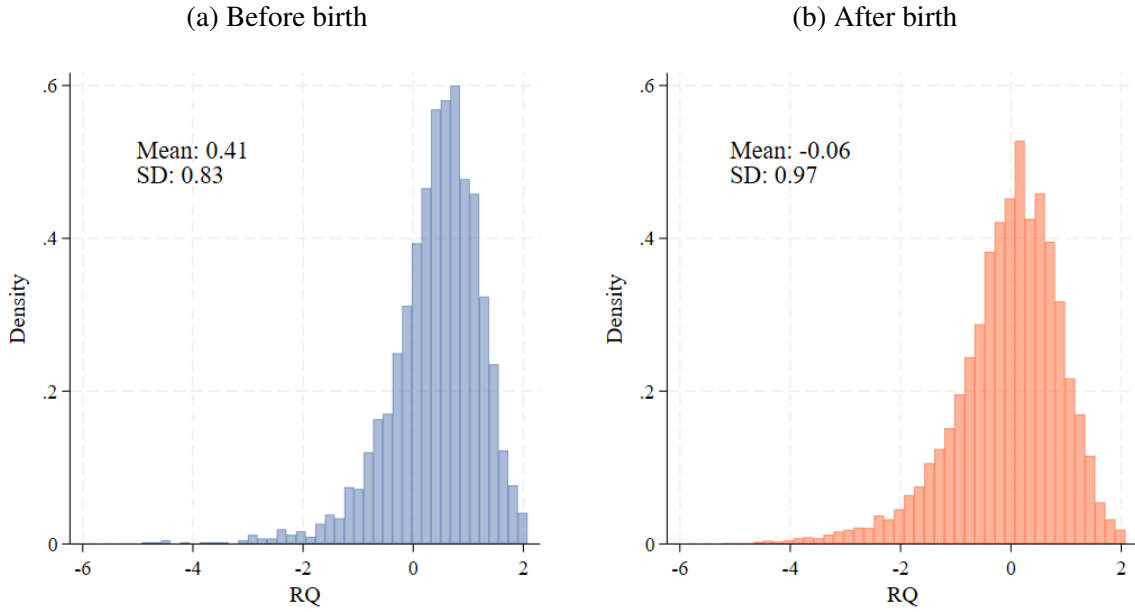 (a) Before birth
.6
.4
.2
0
Density
Mean: 0.41
SD: 0.83
-6
-4
-2
0
2
RQ
(b) After birth
.6
.4
.2
0
Density
Mean: -0.06
SD: 0.97
-6
-4
-2
0
2
RQ